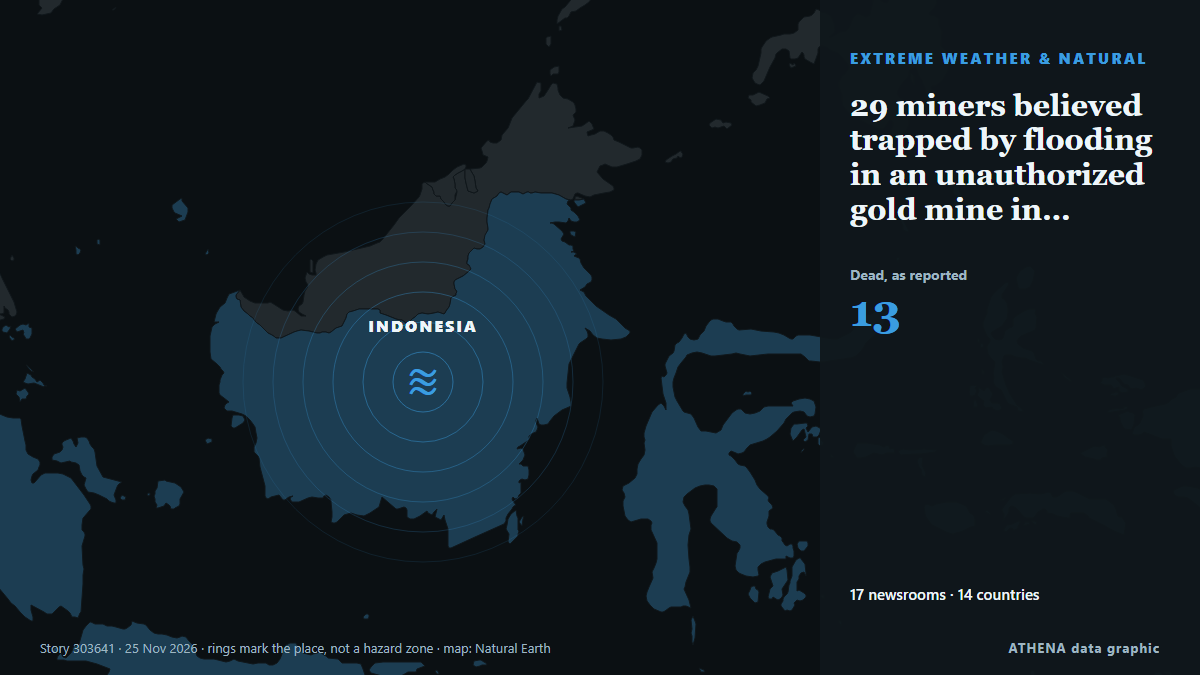 EXTREME WEATHER & NATURAL
29 miners believed
trapped by flooding
in an unauthorized
gold mine in...
Dead, as reported
13
INDONESIA
17 newsrooms · 14 countries
Story 303641 · 25 Nov 2026 · rings mark the place, not a hazard zone · map: Natural Earth
ATHENA data graphic